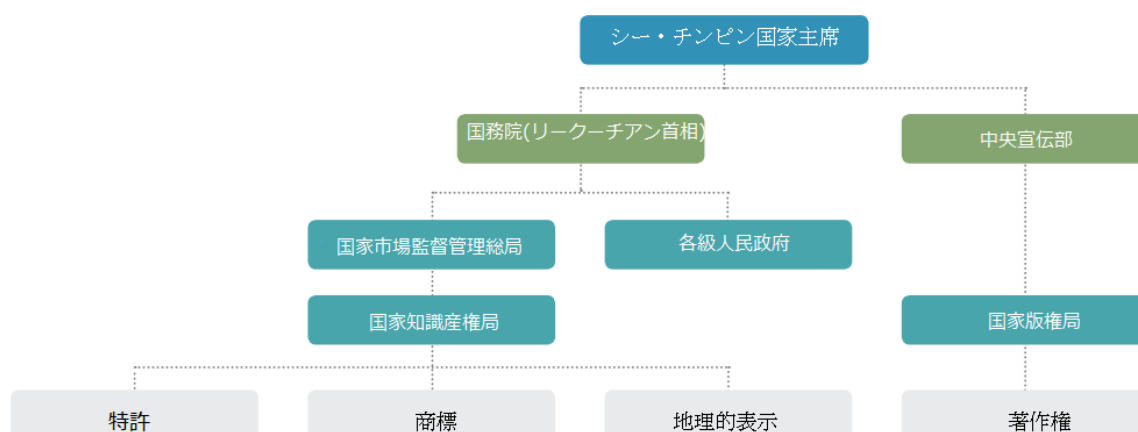 シー・チンピン国家主席
国務院(リークーチアン首相)
中央宣伝部
国家市場監督管理総局
各級人民政府
国家知識産権局
国家版権局
特許
商標
地理的表示
著作権